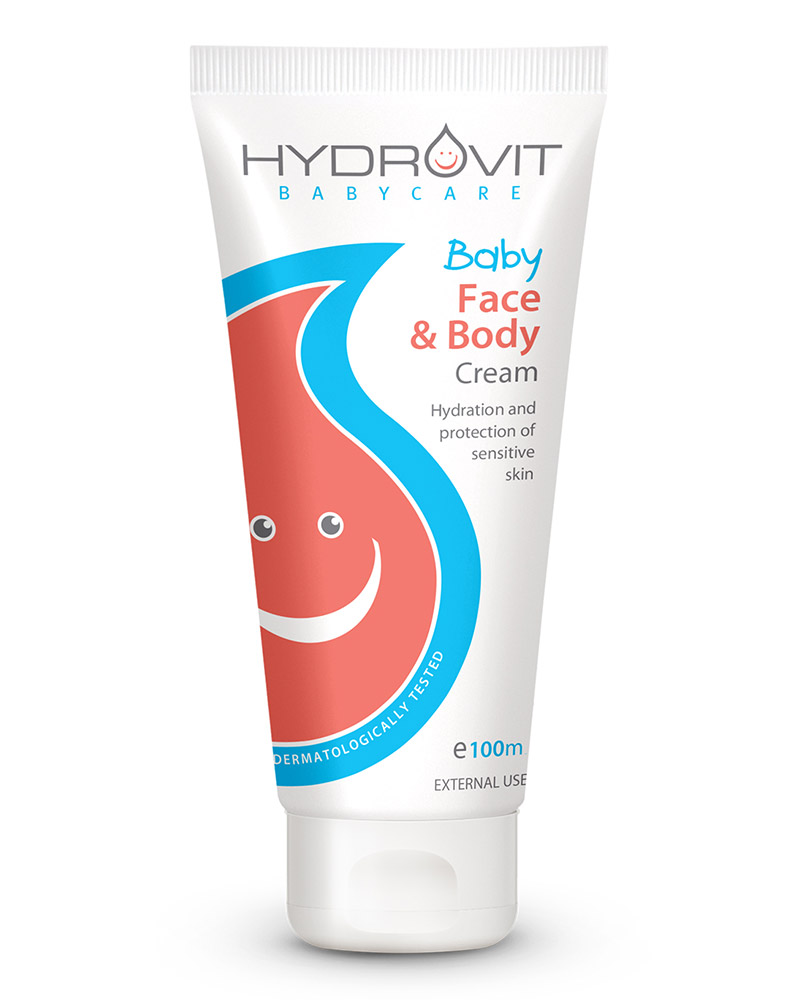 HYDROVIT
BABYCARE
Baby
Face
& Body
Cream
Hydration and
protection of
sensitive
skin
DERMATOLOGICALLY TESTED
e100m
EXTERNAL USE